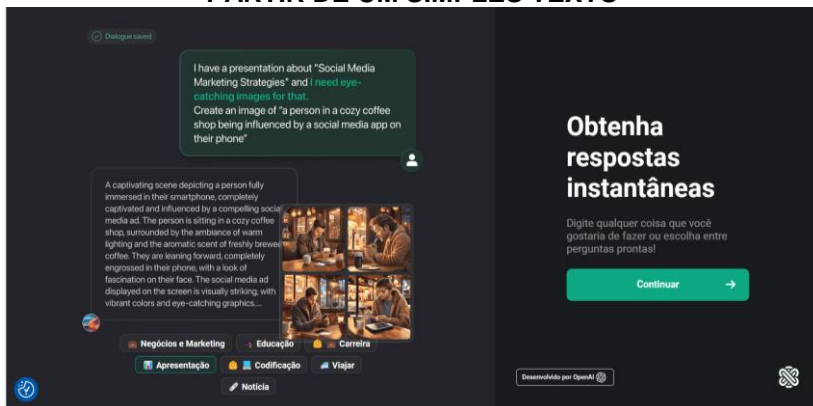 PARTIR DE UM SIMPLES TEXTO
Dialogue saved
I have a presentation about "Social Media
Marketing Strategies" and I need eye-
catching images for that.
Create an image of "a person in a cozy coffee
shop being influenced by a social media app on
their phone"
A captivating scene depicting a person fully
immersed in their smartphone, completely
captivated and influenced by a compelling social
media ad. The person is sitting in a cozy coffee
shop, surrounded by the ambiance of warm
lighting and the aromatic scent of freshly brewed
coffee. They are leaning forward, completely
engrossed in their phone, with a look of
fascination on their face. The social media ad
displayed on the screen is visually striking, with
vibrant colors and eye-catching graphics....
Negócios e Marketing
Educação
Carreira
Apresentação
Codificação
Viajar
Notícia
Obtenha
respostas
instantâneas
Digite qualquer coisa que você
gostaria de fazer ou escolha entre
perguntas prontas!
Continuar
Desenvolvido por OpenAI